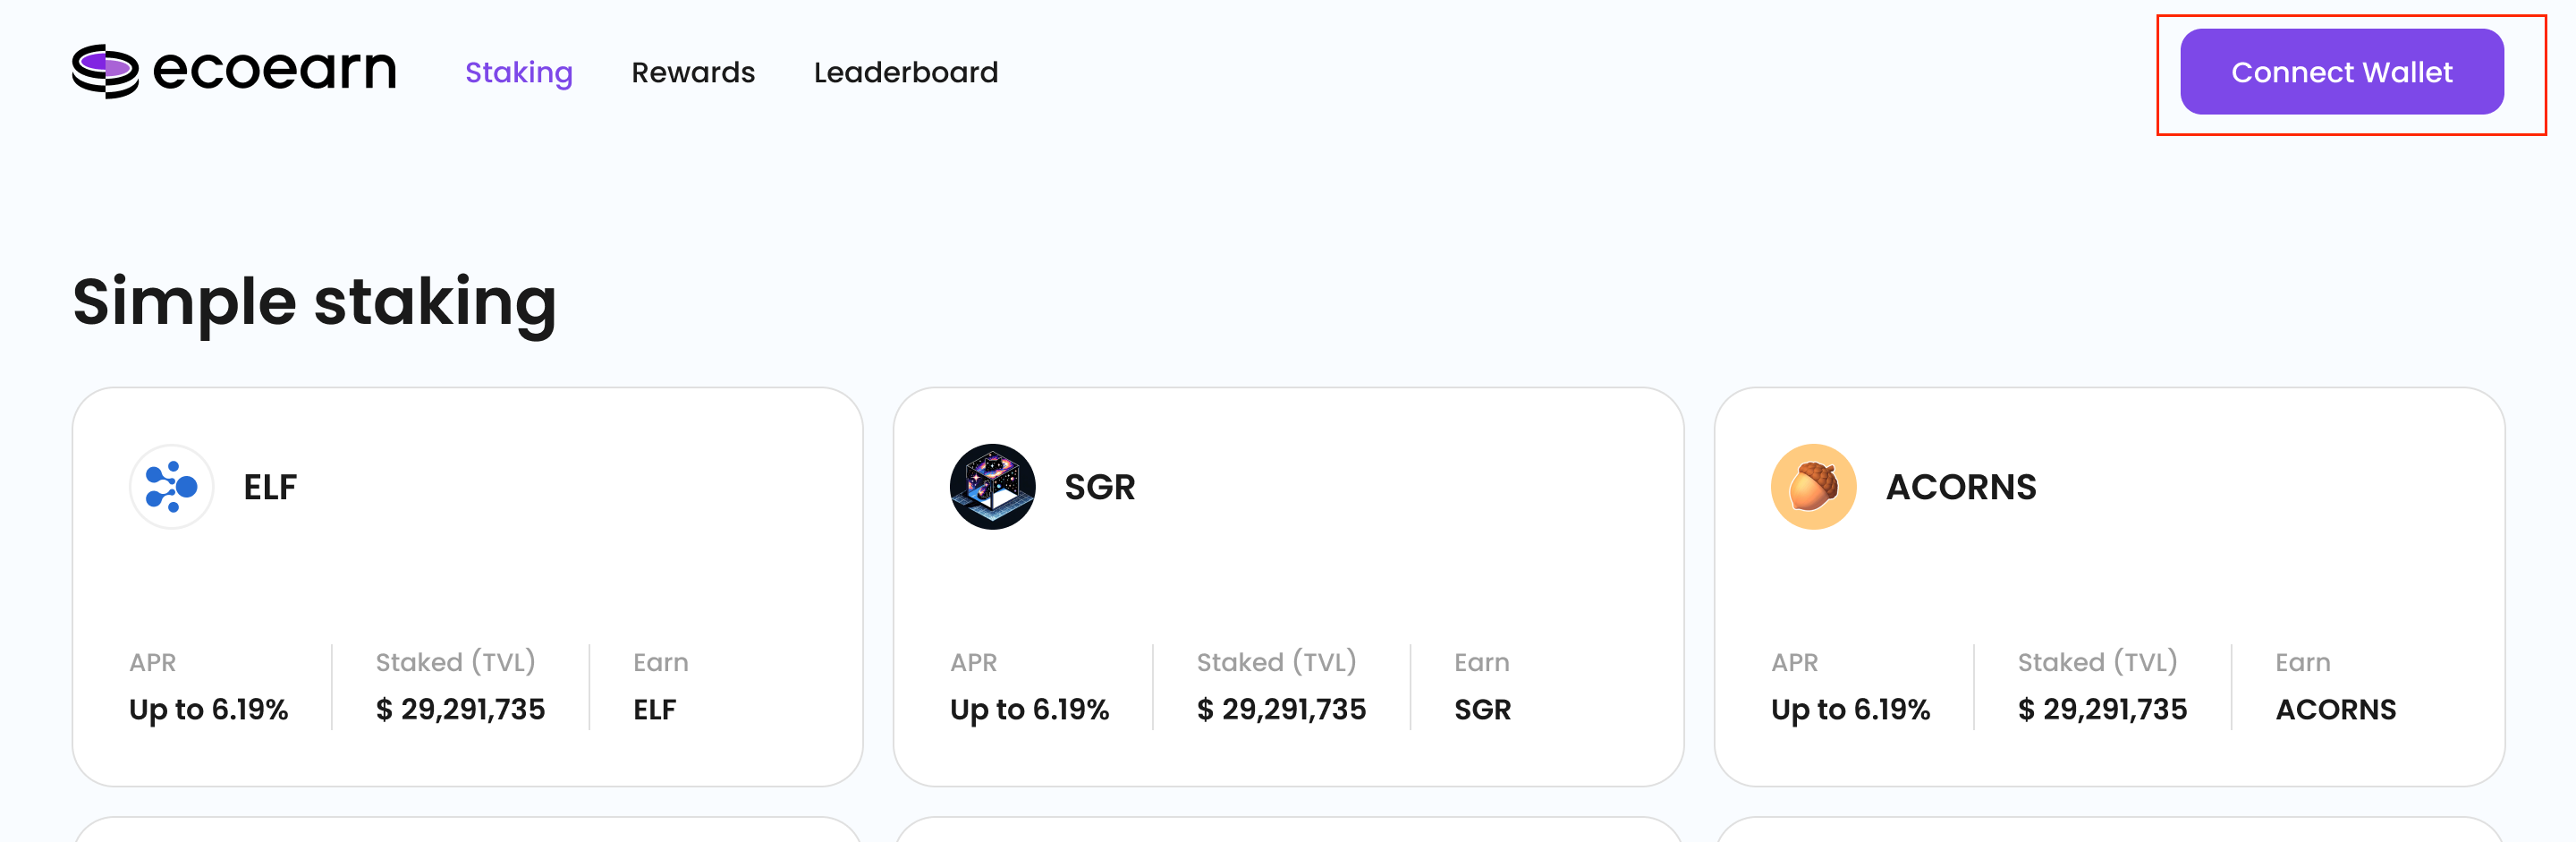 ecoearn Staking Rewards Leaderboard Connect Wallet
Simple staking
ELF SGR ACORNS
APR Staked (TVL) Earn APR Staked (TVL) Earn APR Staked (TVL) Earn
Up to 6.19% $ 29,291,735 ELF Up to 6.19% $ 29,291,735 SGR Up to 6.19% $ 29,291,735 ACORNS